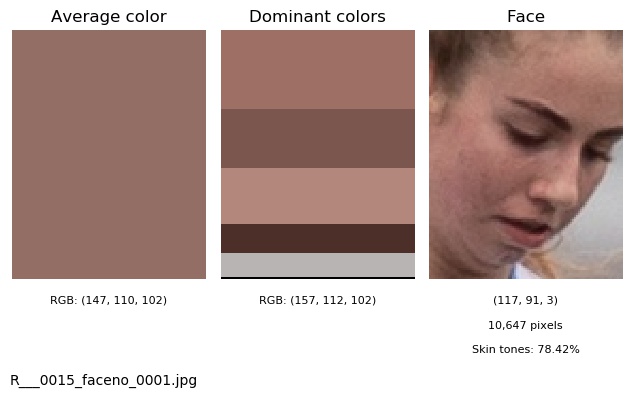 Average color
Dominant colors
Face
RGB: (147, 110, 102)
RGB: (157, 112, 102)
(117, 91, 3)
10,647 pixels
Skin tones: 78.42%
R___0015_faceno_0001.jpg